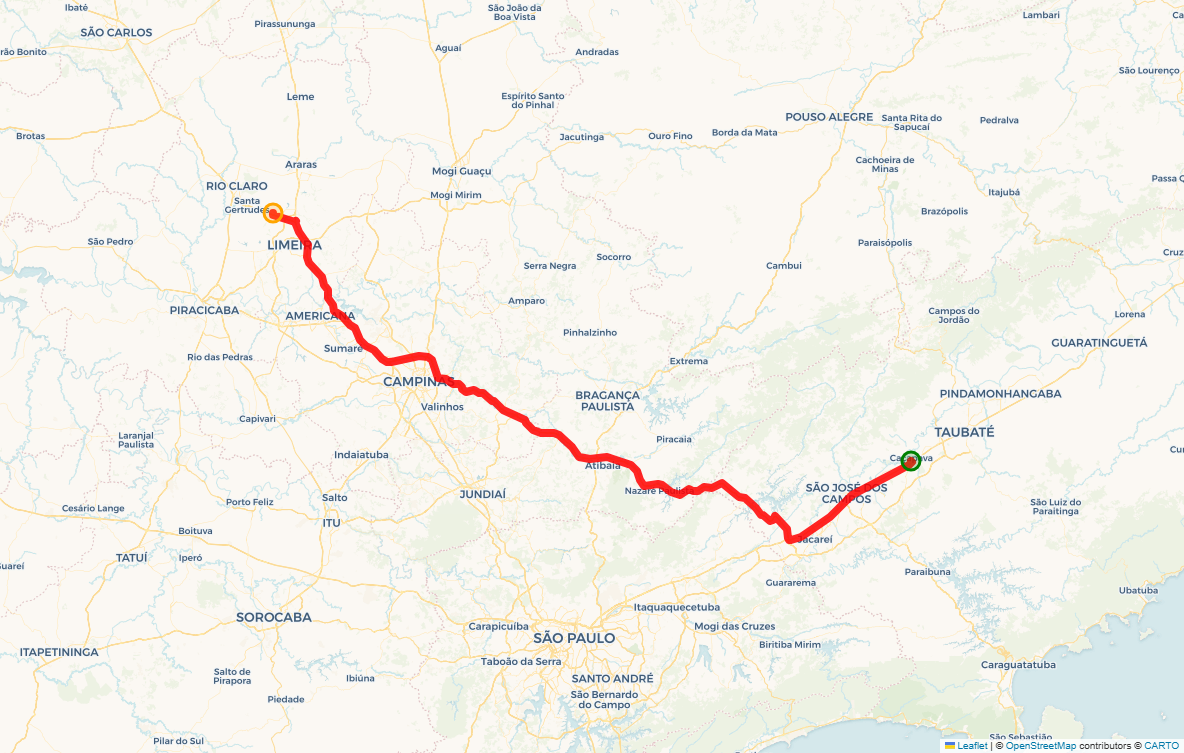 Ibaté
SÃO CARLOS
Pirassununga
São João da
Boa Vista
Lambari
Aguaí
Andradas
São Lourenço
Leme
Espírito Santo
do Pinhal
POUSO ALEGRE
Santa Rita do
Sapucaí
Pedralva
Brotas
Jacutinga
Ouro Fino
Borda da Mata
Araras
Mogi Guaçu
Cachoeira de
Minas
RIO CLARO
Mogi Mirim
Itajubá
Santa
Gertrudes
Brazópolis
São Pedro
LIMEIRA
Paraisópolis
Socorro
Serra Negra
Cambuí
Amparo
PIRACICABA
AMERICANA
Campos do
Jordão
Lorena
Pinhalzinho
GUARATINGUETÁ
Sumaré
Rio das Pedras
Extrema
CAMPINAS
BRAGANÇA
PAULISTA
PINDAMONHANGABA
Valinhos
Capivari
Laranjal
Paulista
Piracaia
TAUBATÉ
Indaiatuba
Atibaia
Caçapava
JUNDIAÍ
Nazaré Paulista
SÃO JOSÉ DOS
CAMPOS
Salto
Porto Feliz
São Luiz do
Paraitinga
Cesário Lange
ITU
Boituva
Jacareí
TATUÍ
Iperó
Guararema
Paraibuna
Ubatuba
Itaquaquecetuba
SOROCABA
Carapicuíba
SÃO PAULO
Mogi das Cruzes
Biritiba Mirim
ITAPETININGA
Taboão da Serra
Caraguatatuba
Salto de
Pirapora
Ibiúna
SANTO ANDRÉ
São Bernardo
do Campo
Piedade
Pilar do Sul
São Sebastião
Leaflet | © OpenStreetMap contributors © CARTO